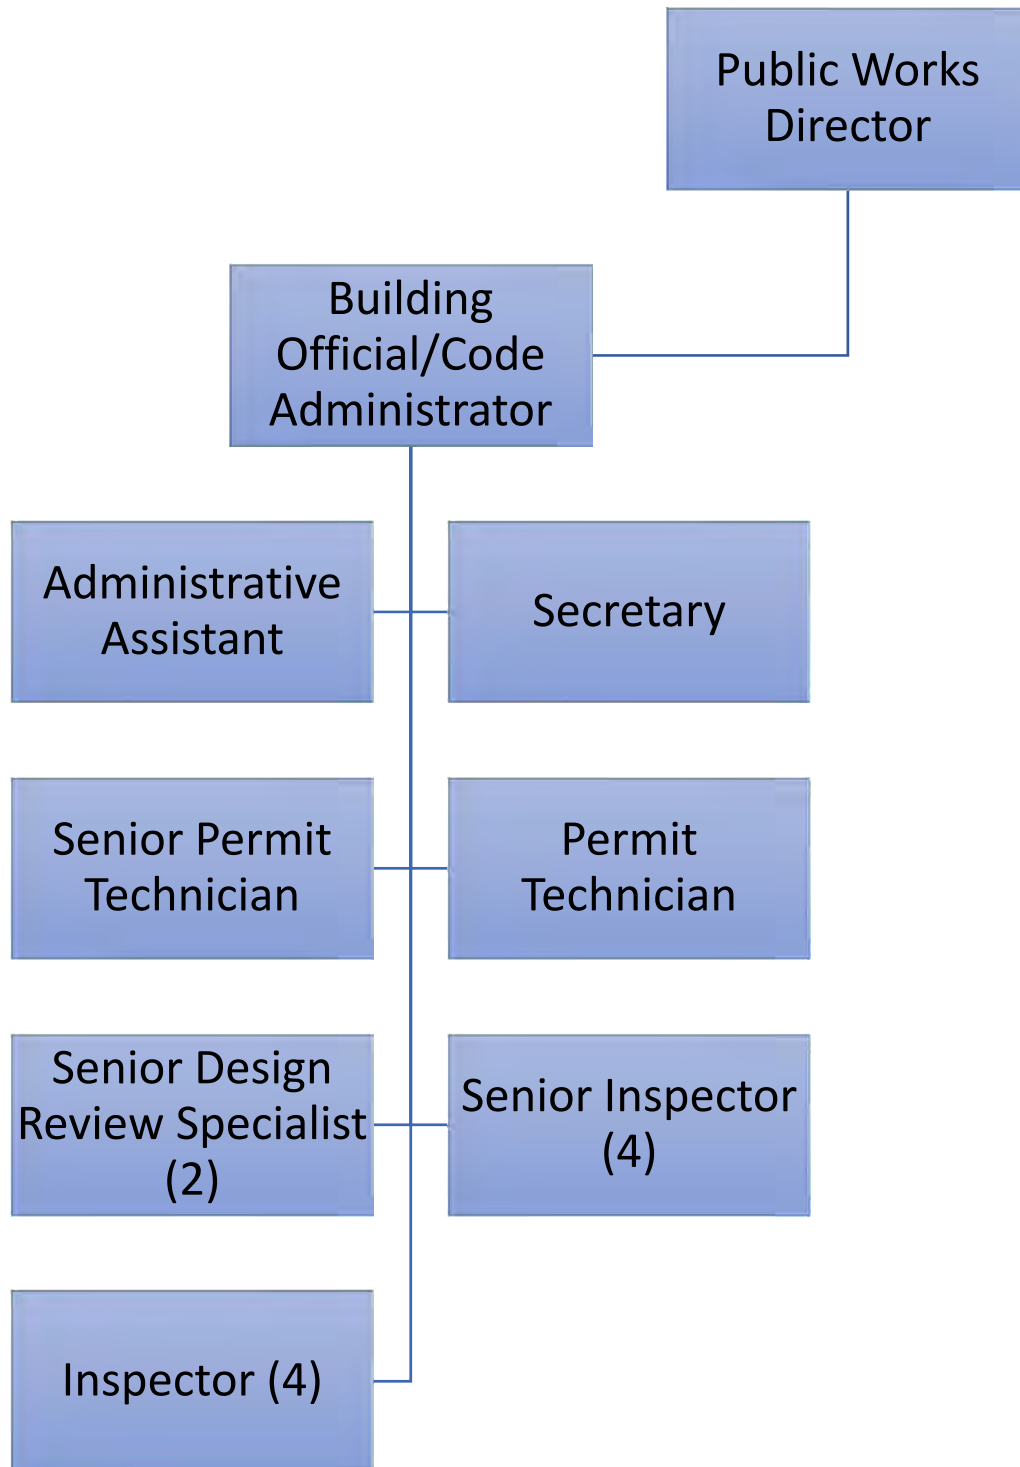 Public Works
Director
Building
Official/Code
Administrator
Administrative
Assistant
Secretary
Senior Permit
Technician
Permit
Technician
Senior Design
Review Specialist
(2)
Senior Inspector
(4)
Inspector (4)